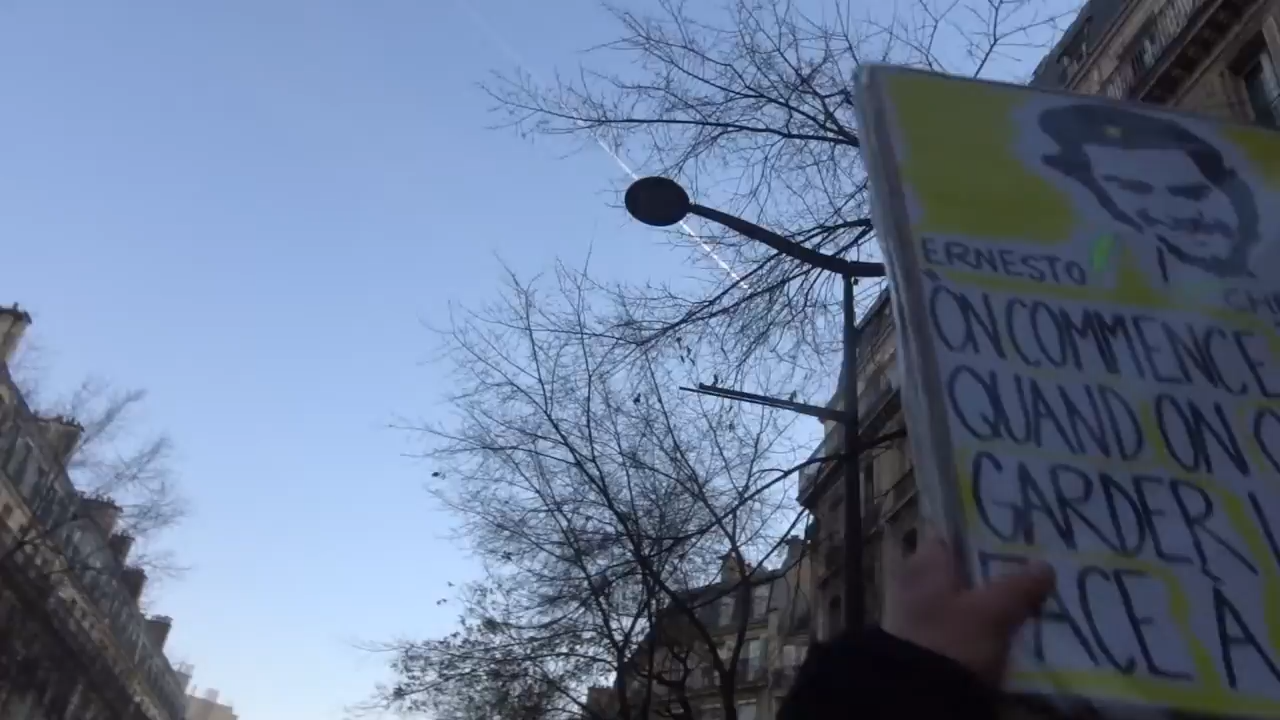 ERNESTO
ON COMMENCE
QUAND ON
GARDER
FACE À